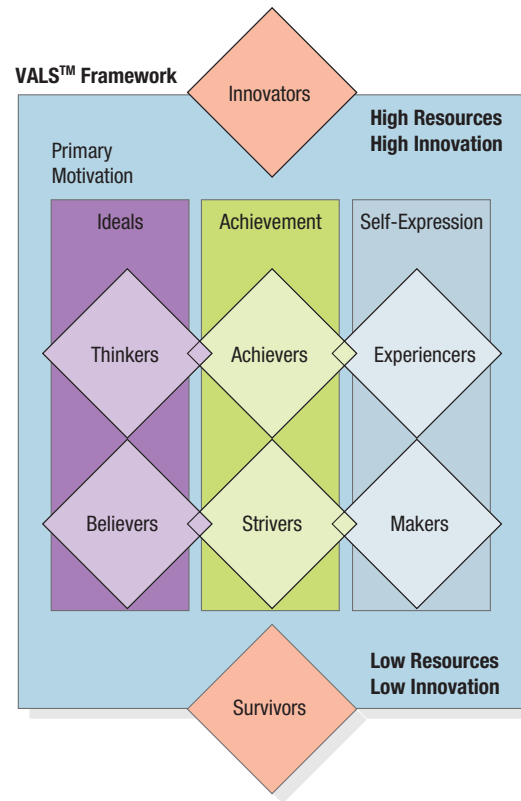 VALS™ Framework
Innovators
High Resources
High Innovation
Primary
Motivation
Ideals
Achievement
Self-Expression
Thinkers
Achievers
Experiencers
Believers
Strivers
Makers
Low Resources
Low Innovation
Survivors